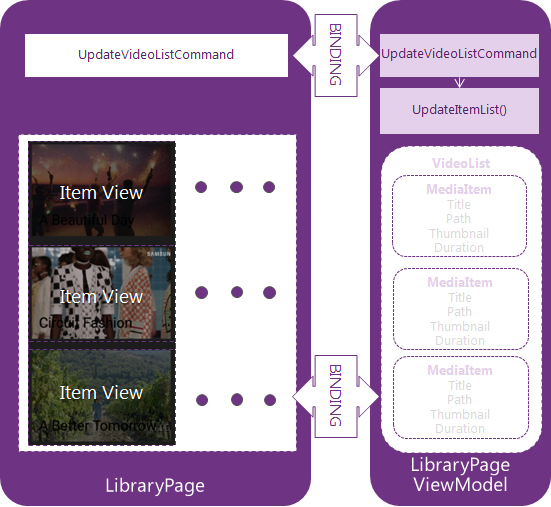 UpdateVideoListCommand
Item View
A Beautiful Day
SAMSUNG
Item View
Circuit Fashion
Item View
A Better Tomorrow
LibraryPage
BINDING
BINDING
UpdateVideoListCommand
UpdateItemList()
VideoList
MediaItem
Title
Path
Thumbnail
Duration
MediaItem
Title
Path
Thumbnail
Duration
MediaItem
Title
Path
Thumbnail
Duration
LibraryPage
ViewModel